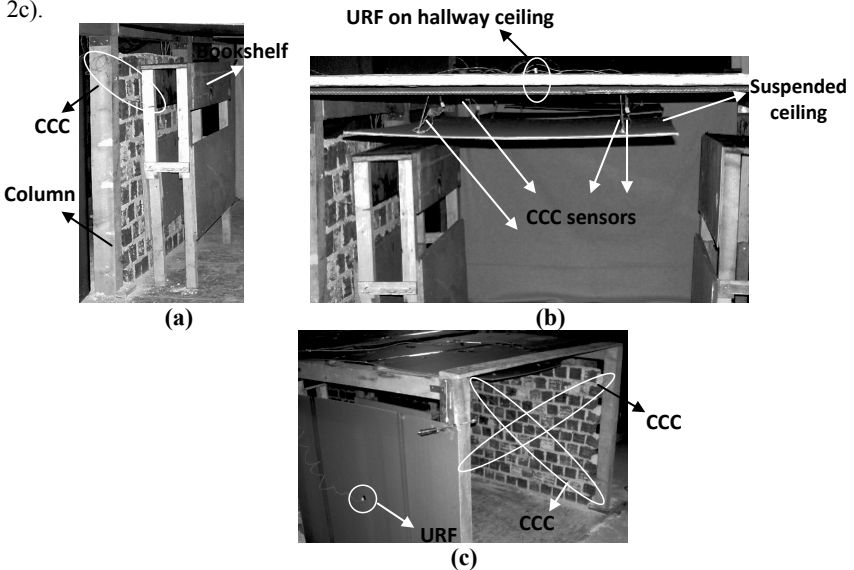 2c).
URF on hallway ceiling
Bookshelf
CCC
Column
(a)
Suspended
ceiling
CCC sensors
(b)
CCC
CCC
URF
(c)